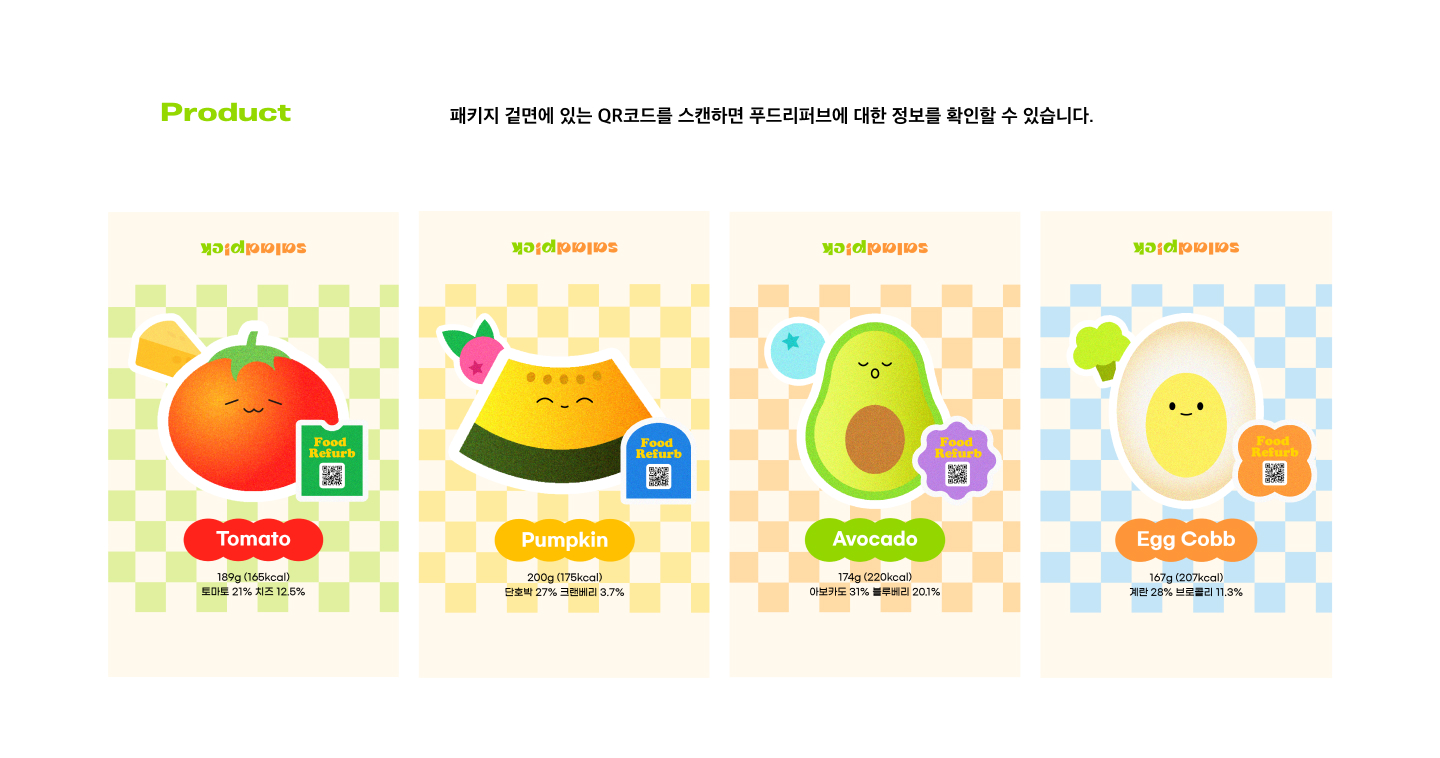 Product
패키지 겉면에 있는 QR코드를 스캔하면 푸드리퍼브에 대한 정보를 확인할 수 있습니다.
saladpick
saladpick
saladpick
saladpick
Food
Refurb
Tomato
189g (165kcal)
토마토 21% 치즈 12.5%
Food
Refurb
Pumpkin
200g (175kcal)
단호박 27% 크랜베리 3.7%
Food
Refurb
Avocado
174g (220kcal)
아보카도 31% 블루베리 20.1%
Food
Refurb
Egg Cobb
167g (207kcal)
계란 28% 브로콜리 11.3%